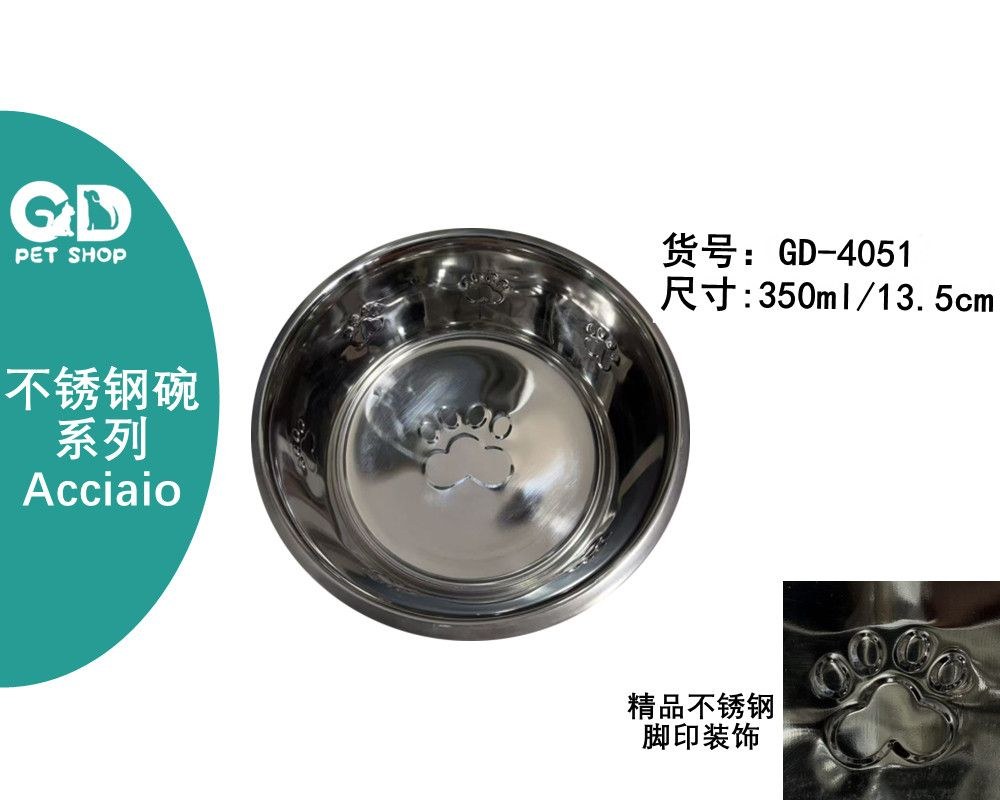 GD
PET SHOP
不锈钢碗
系列
Acciaio
货号：GD-4051
尺寸:350ml/13.5cm
精品不锈钢
脚印装饰